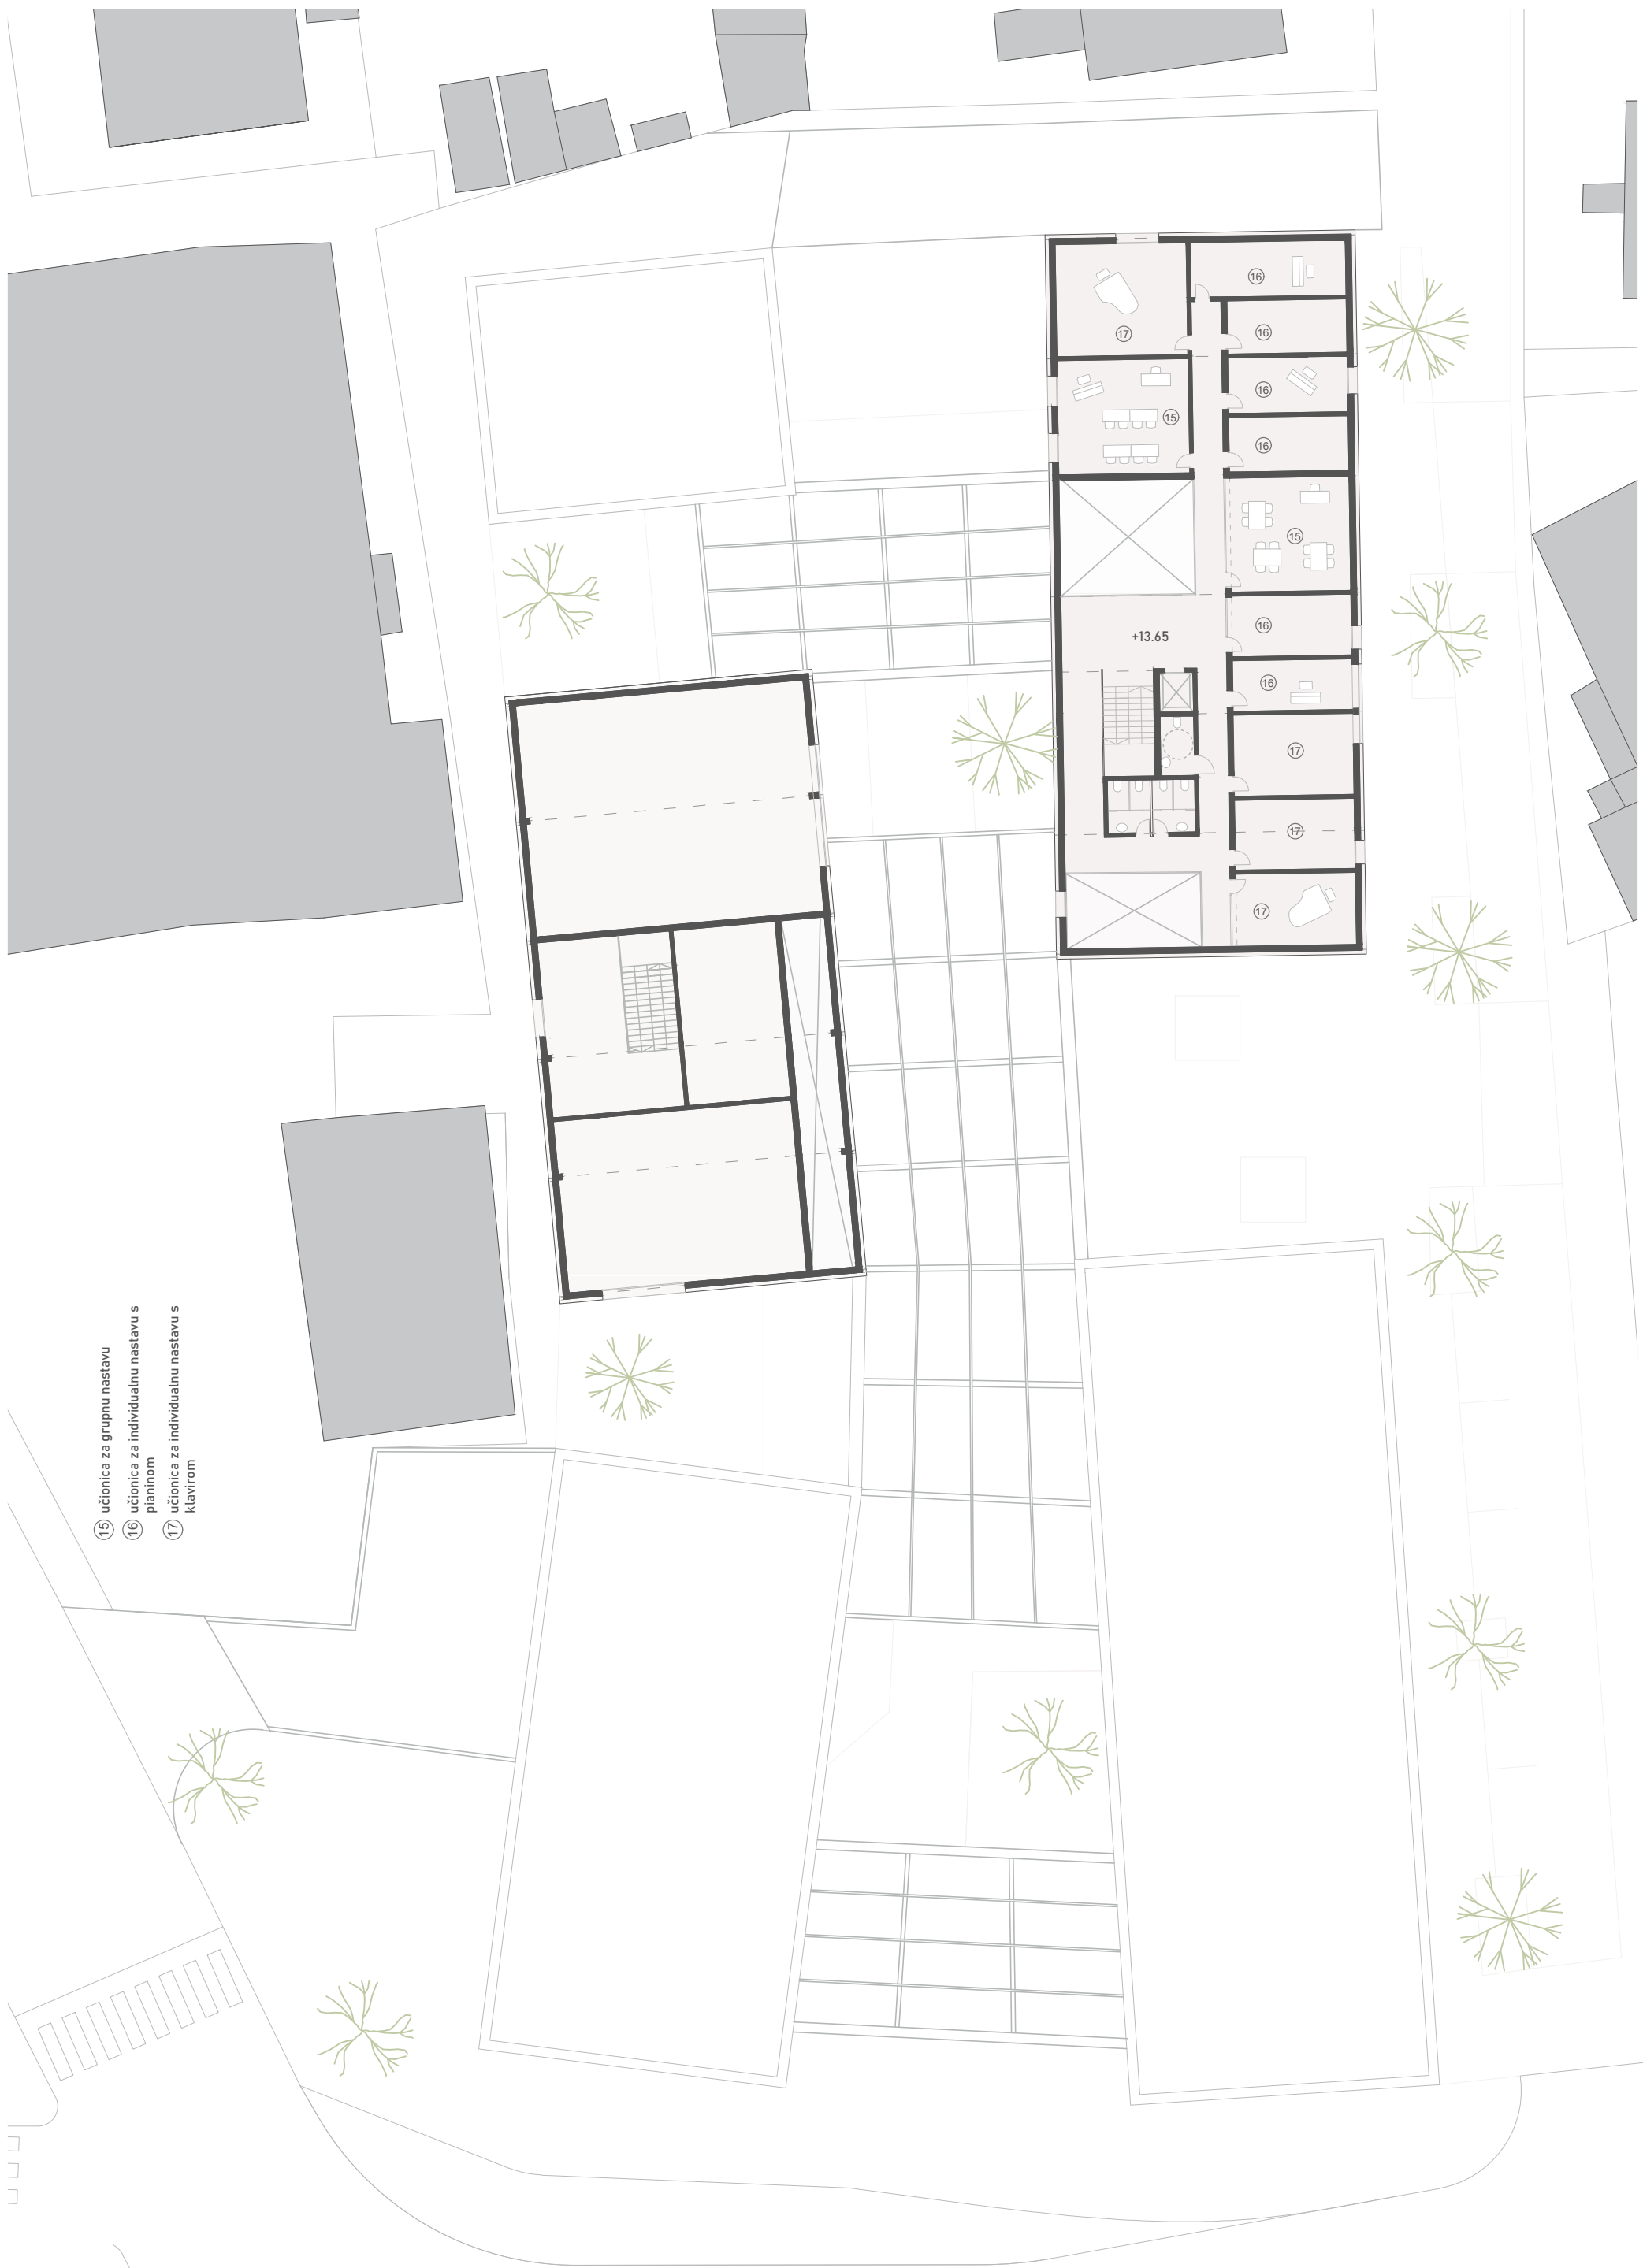 16
17
16
16
15
16
15
+13.65
16
16
17
17
17
15 učionica za grupnu nastavu
16 učionica za individualnu nastavu s
pianinom
17 učionica za individualnu nastavu s
klavirom